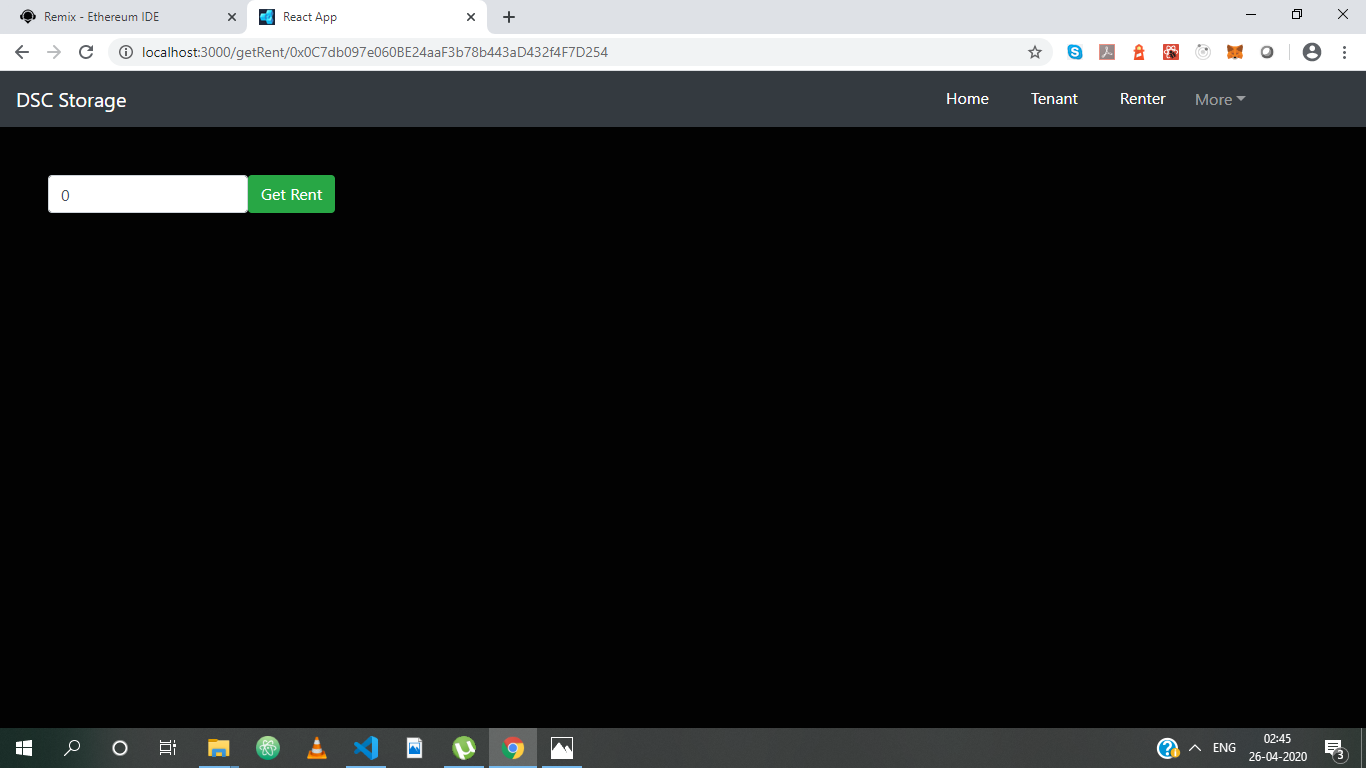 Remix - Ethereum IDE
React App
localhost:3000/getRent/0x0C7db097e060BE24aaF3b78b443aD432f4F7D254
DSC Storage
Home
Tenant
Renter
More
0
Get Rent
ENG
02:45
26-04-2020
3